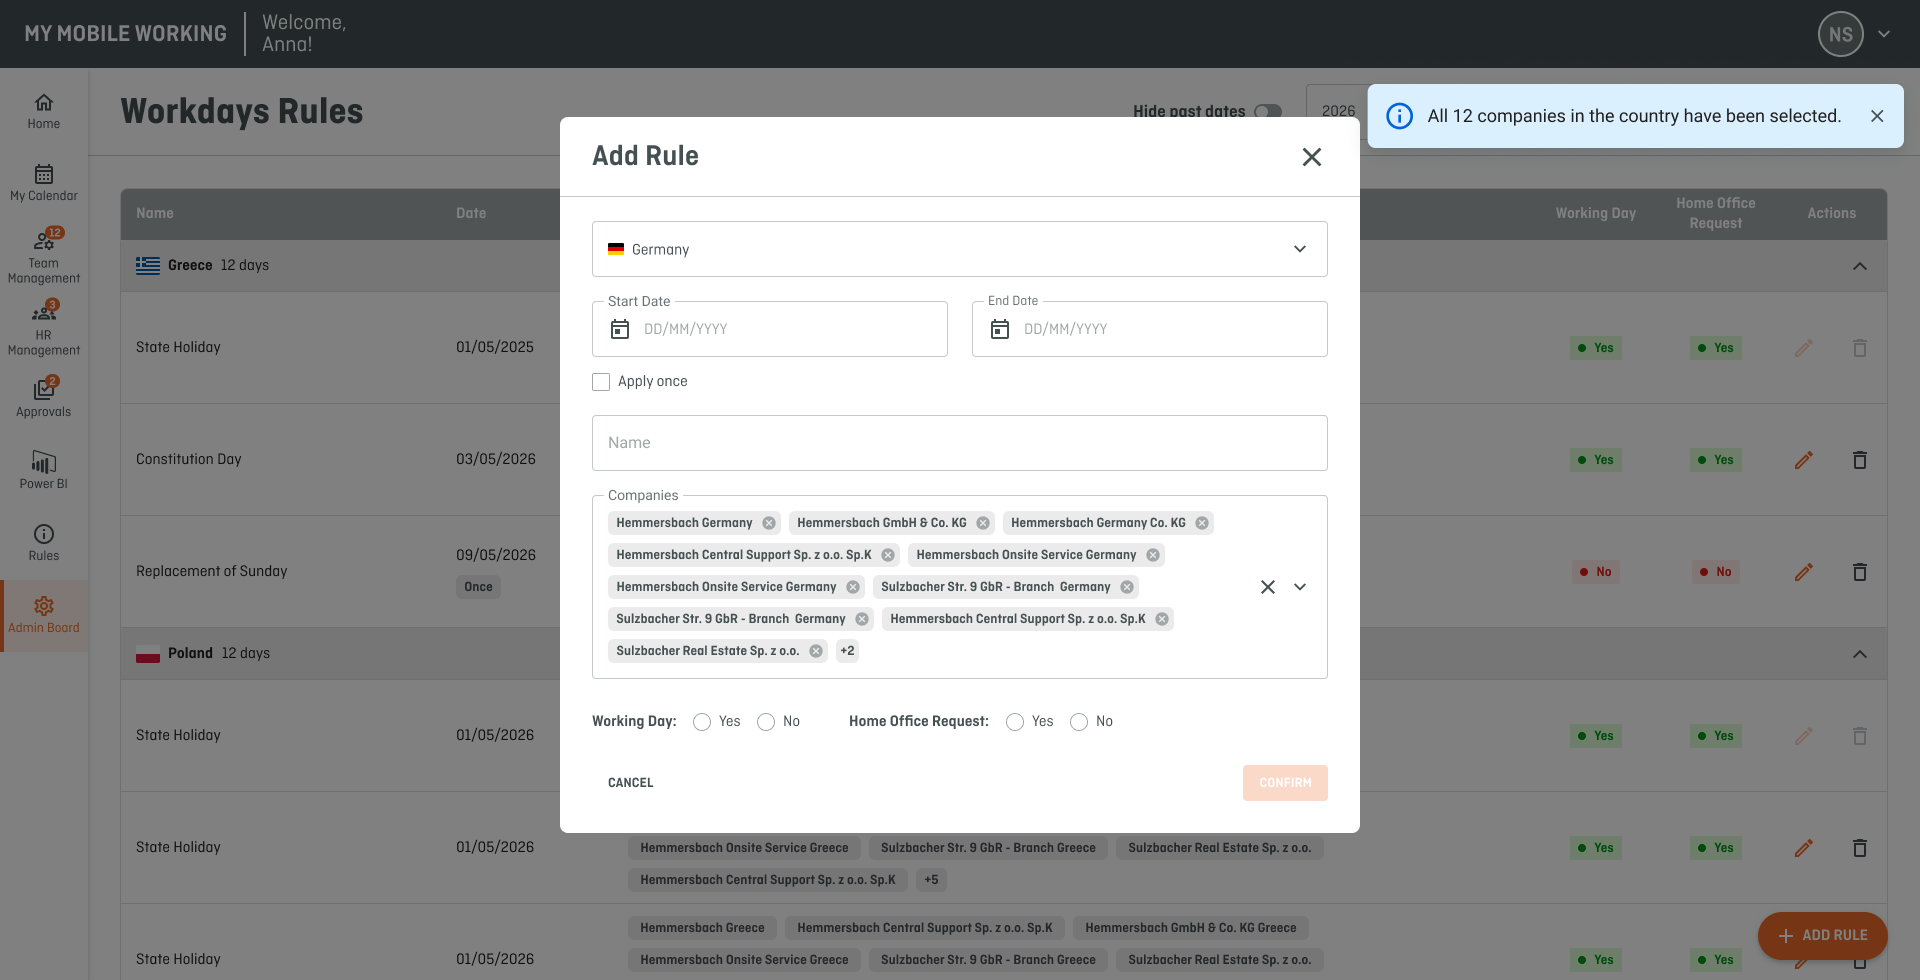 MY MOBILE WORKING
Welcome,
Anna!
NS
Home
My Calendar
12
Team
Management
3
HR
Management
2
Approvals
Power BI
Rules
Admin Board
Workdays Rules
Hide past dates
2026
All 12 companies in the country have been selected.
Name
Date
Working Day
Home Office
Request
Actions
Greece 12 days
State Holiday
01/05/2025
Yes
Yes
Constitution Day
03/05/2026
Yes
Yes
Replacement of Sunday
09/05/2026
Once
No
No
Poland 12 days
State Holiday
01/05/2026
Yes
Yes
State Holiday
01/05/2026
Hemmersbach Onsite Service Greece
Sulzbacher Str. 9 GbR - Branch Greece
Sulzbacher Real Estate Sp. z o.o.
Hemmersbach Central Support Sp. z o.o. Sp.K
+5
Yes
Yes
State Holiday
01/05/2026
Hemmersbach Greece
Hemmersbach Central Support Sp. z o.o. Sp.K
Hemmersbach GmbH & Co. KG Greece
Hemmersbach Onsite Service Greece
Sulzbacher Str. 9 GbR - Branch Greece
Sulzbacher Real Estate Sp. z o.o.
Yes
Yes
ADD RULE
Add Rule
Germany
Start Date
DD/MM/YYYY
End Date
DD/MM/YYYY
Apply once
Name
Companies
Hemmersbach Germany
Hemmersbach GmbH & Co. KG
Hemmersbach Germany Co. KG
Hemmersbach Central Support Sp. z o.o. Sp.K
Hemmersbach Onsite Service Germany
Hemmersbach Onsite Service Germany
Sulzbacher Str. 9 GbR - Branch Germany
Sulzbacher Str. 9 GbR - Branch Germany
Hemmersbach Central Support Sp. z o.o. Sp.K
Sulzbacher Real Estate Sp. z o.o.
+2
Working Day:
Yes
No
Home Office Request:
Yes
No
CANCEL
CONFIRM